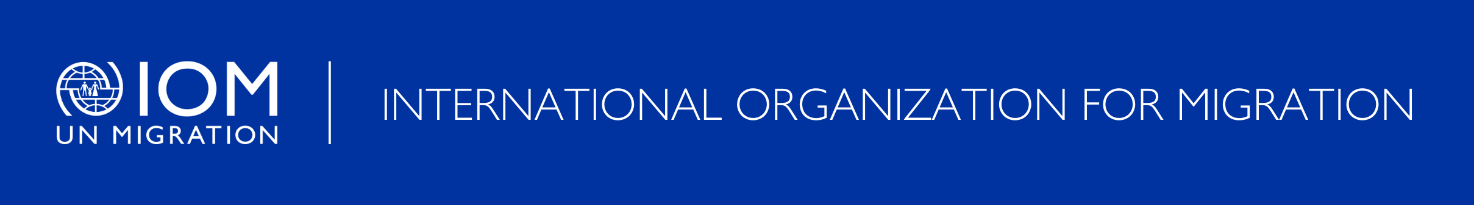 IOM
UN MIGRATION
INTERNATIONAL ORGANIZATION FOR MIGRATION